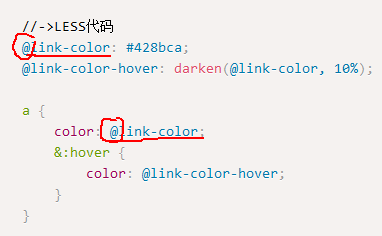 //->LESS代码
@link-color: #428bca;
@link-color-hover: darken(@link-color, 10%);
a {
color: @link-color;
&:hover {
color: @link-color-hover;
}
}